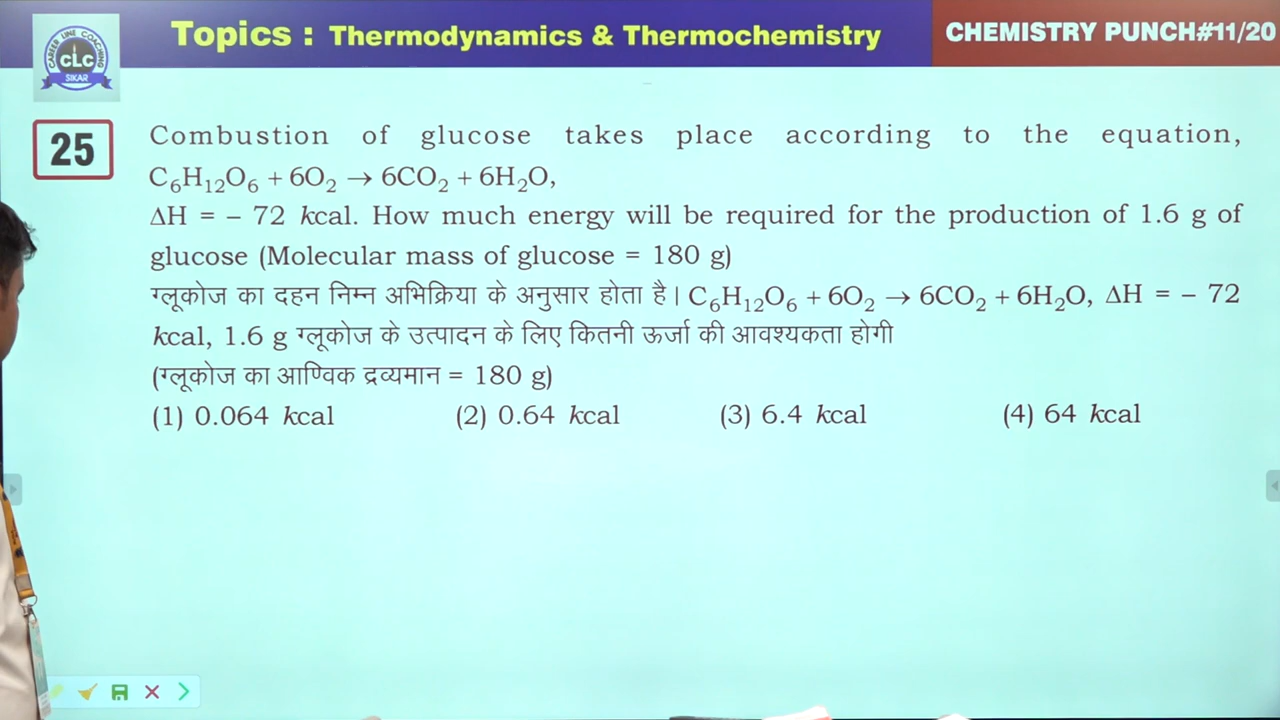 Topics : Thermodynamics & Thermochemistry
CHEMISTRY PUNCH#11/20
CAREER LINE COACHING
CLC
SIKAR
25
Combustion of glucose takes place according to the equation,
C₆H₁₂O₆ + 6O₂ → 6CO₂ + 6H₂O,
ΔH = – 72 kcal. How much energy will be required for the production of 1.6 g of
glucose (Molecular mass of glucose = 180 g)
ग्लूकोज का दहन निम्न अभिक्रिया के अनुसार होता है। C₆H₁₂O₆ + 6O₂ → 6CO₂ + 6H₂O, ΔH = – 72
kcal, 1.6 g ग्लूकोज के उत्पादन के लिए कितनी ऊर्जा की आवश्यकता होगी
(ग्लूकोज का आण्विक द्रव्यमान = 180 g)
(1) 0.064 kcal (2) 0.64 kcal (3) 6.4 kcal (4) 64 kcal